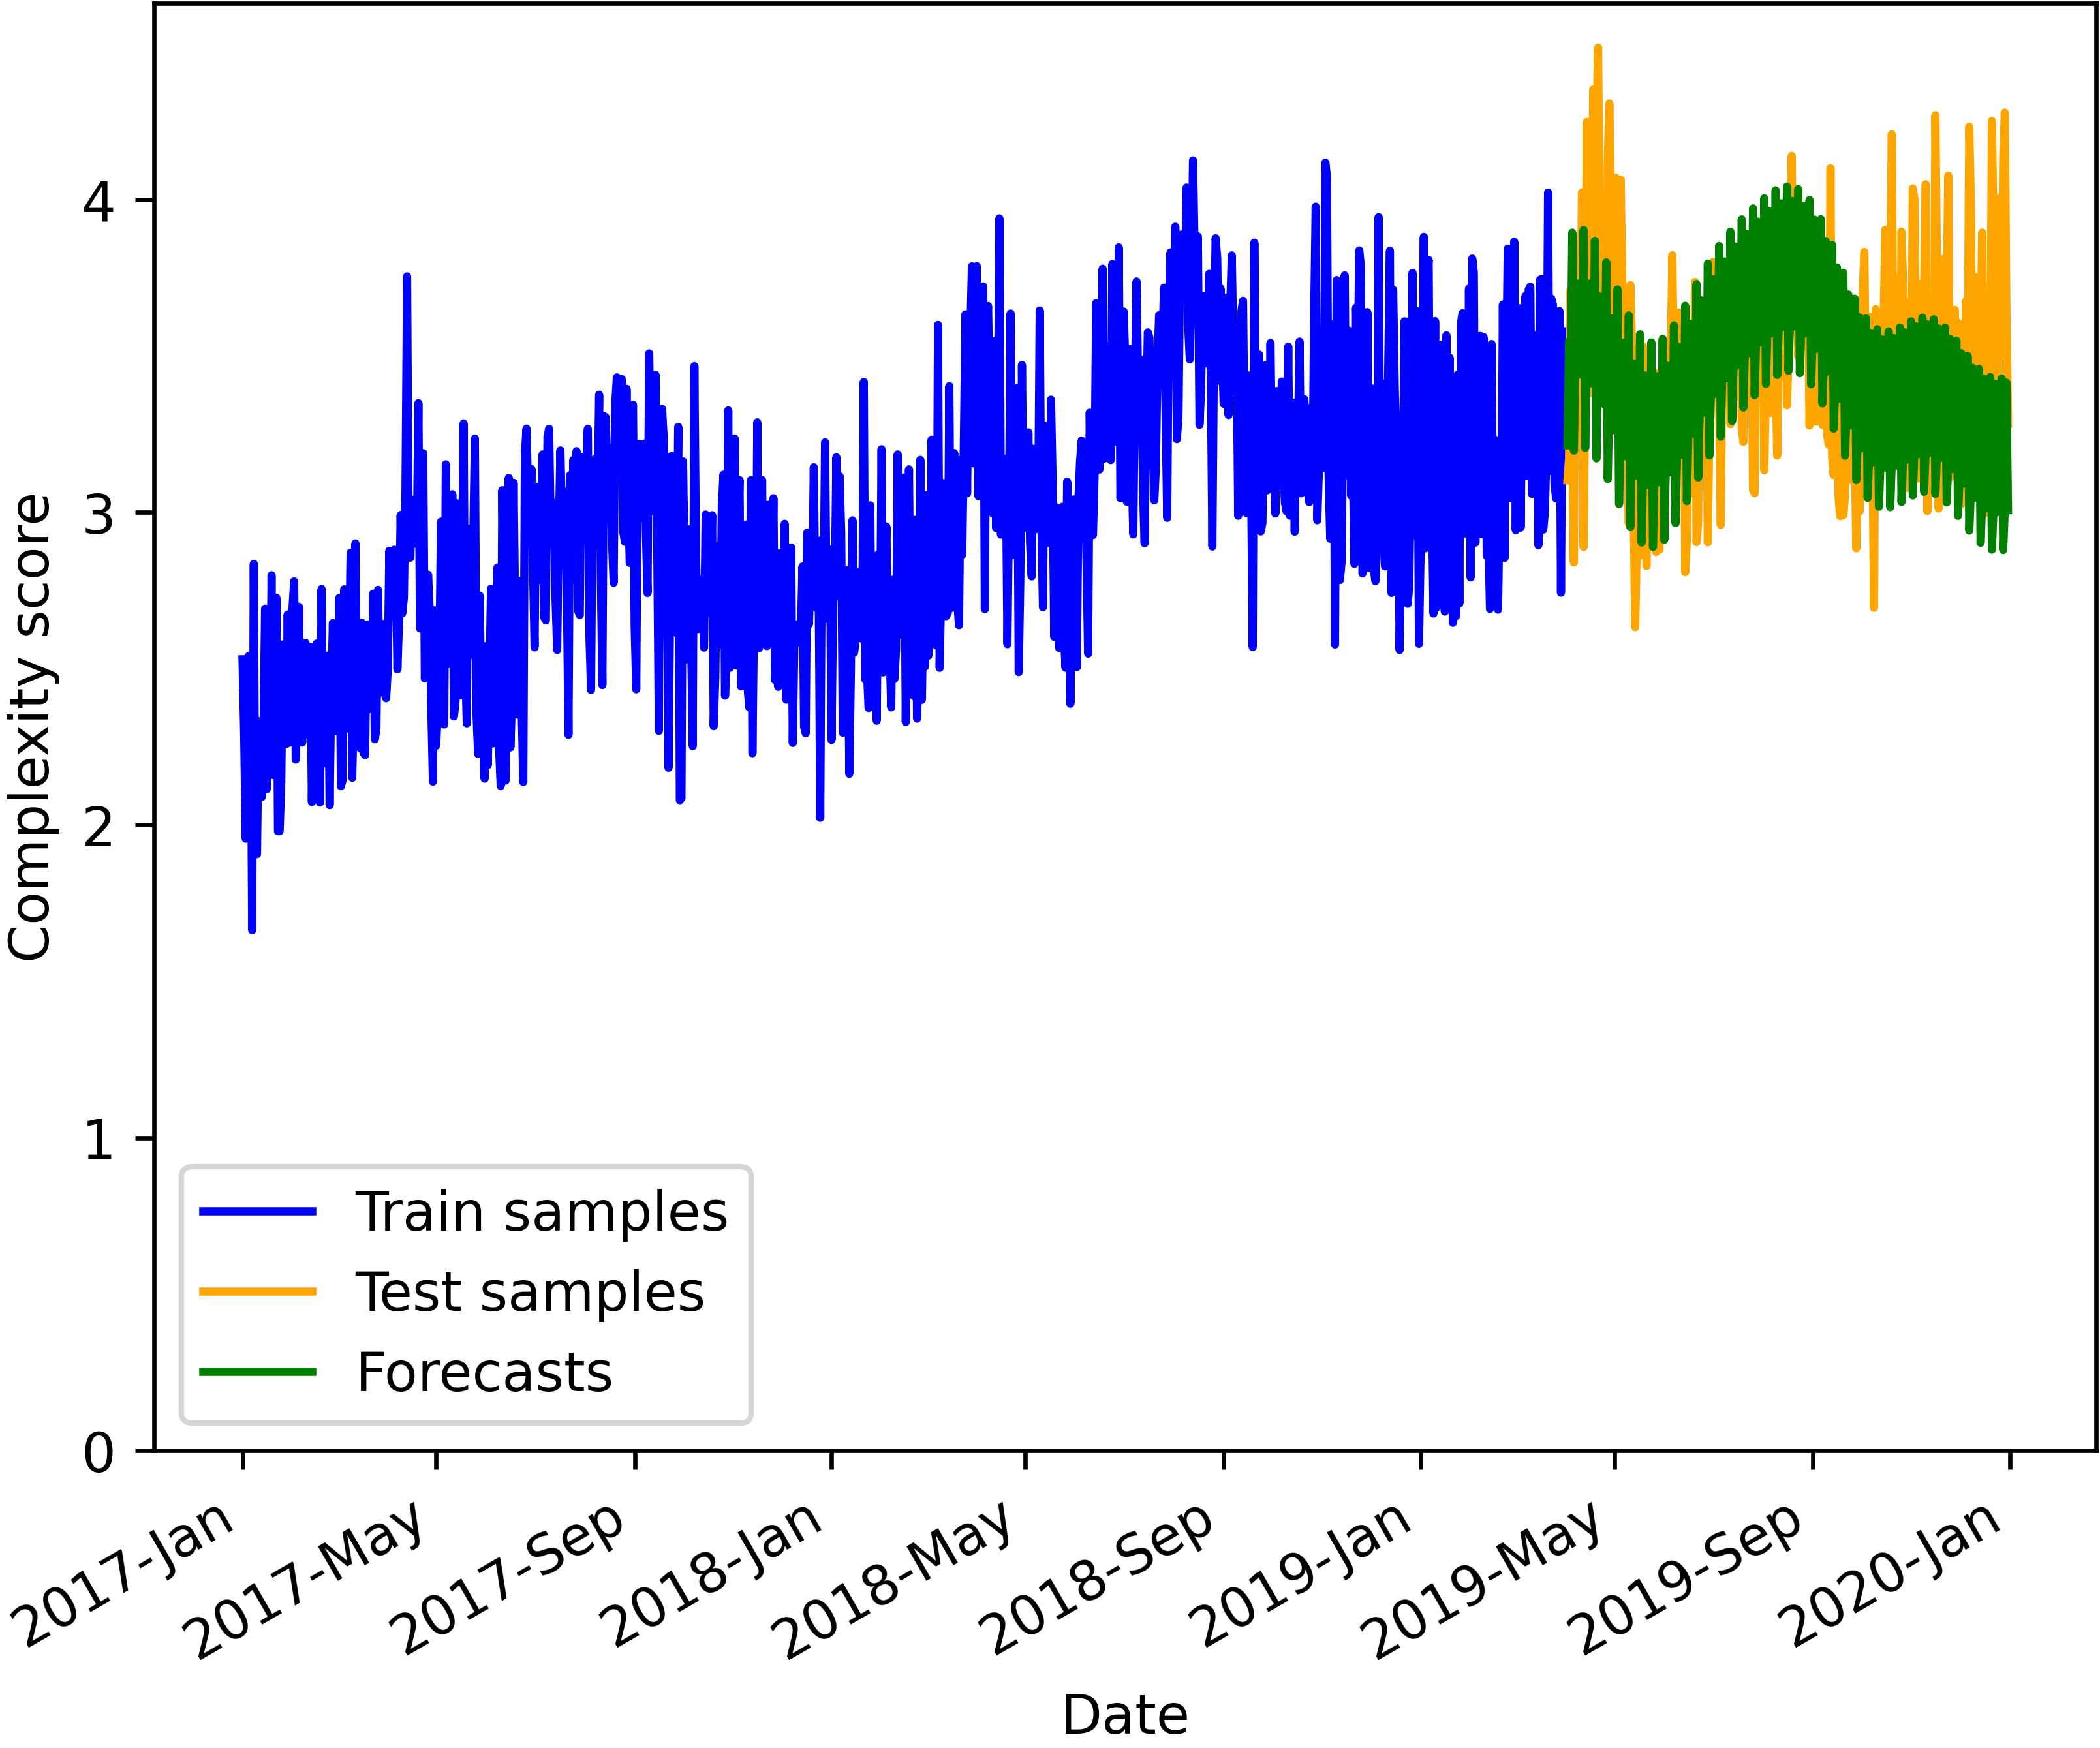 Complexity score
4
3
2
1
0
Train samples
Test samples
Forecasts
2017-Jan
2017-May
2017-Sep
2018-Jan
2018-May
2018-Sep
2019-Jan
2019-May
2019-Sep
2020-Jan
Date